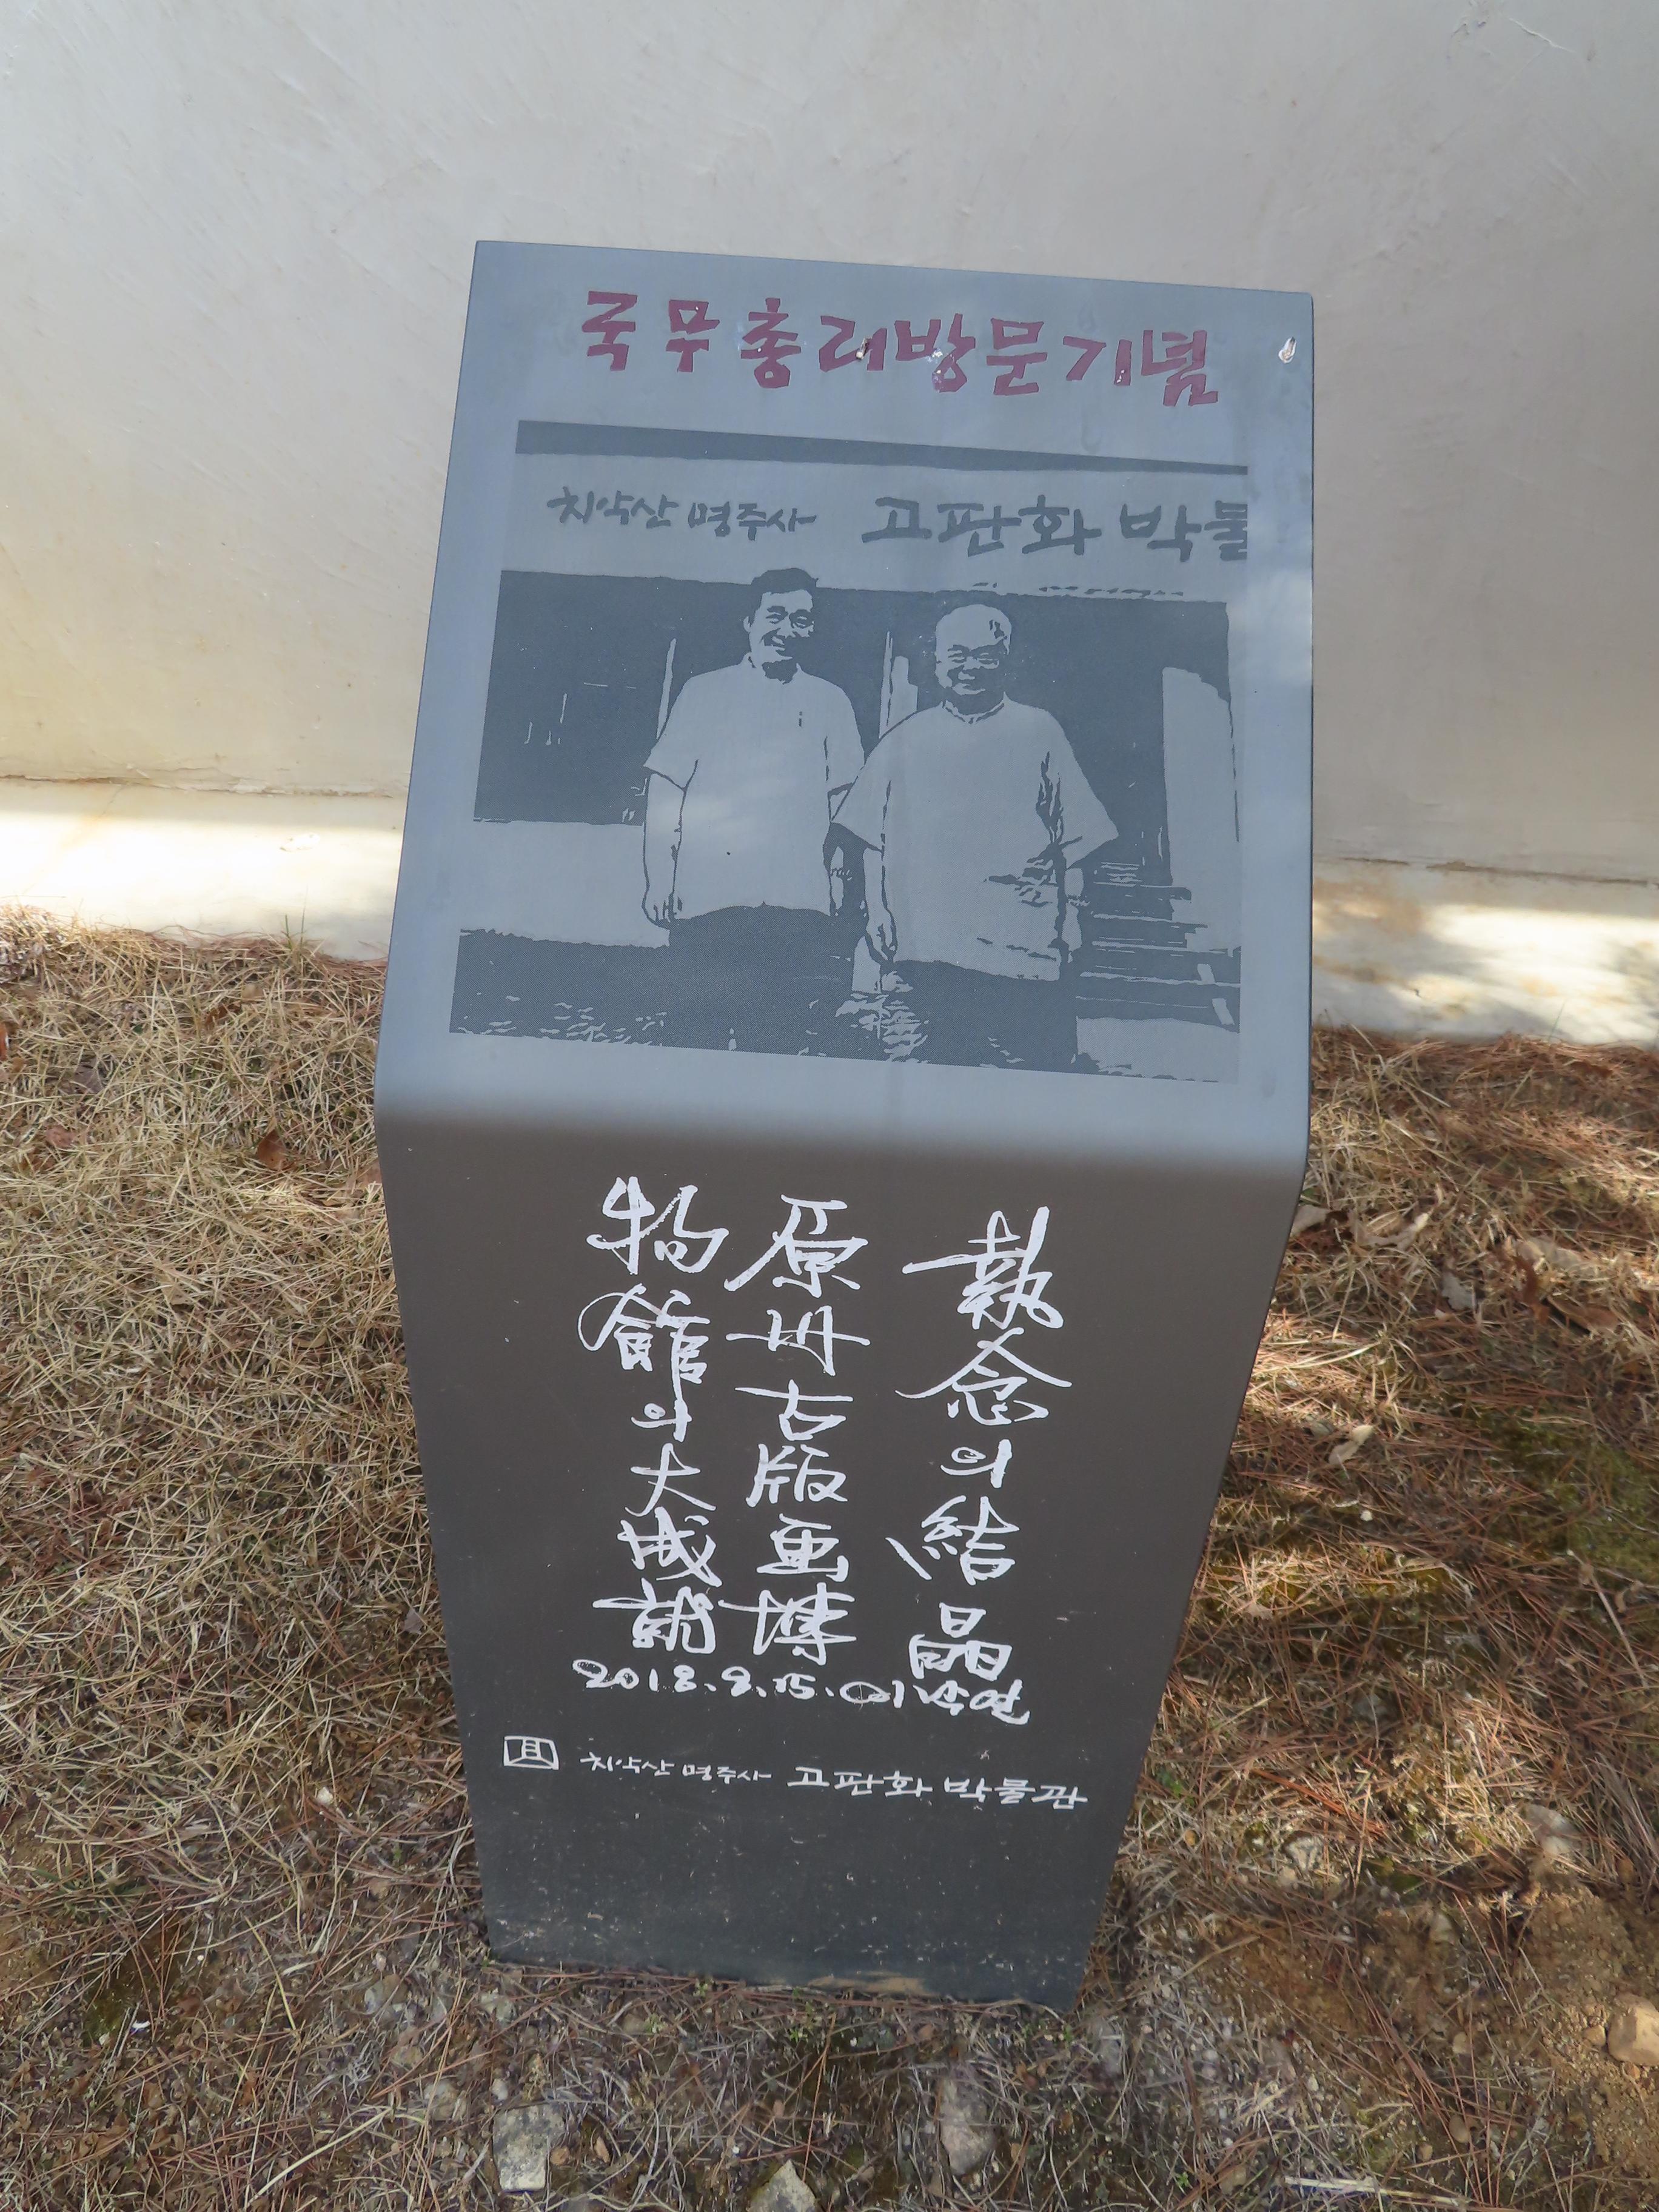 국무총리방문기념
치악산 명주사 고판화 박물
執念의 結晶
原州古版画博
物館의 大成就
2018.9.15. 이낙연
치악산 명주사 고판화 박물관